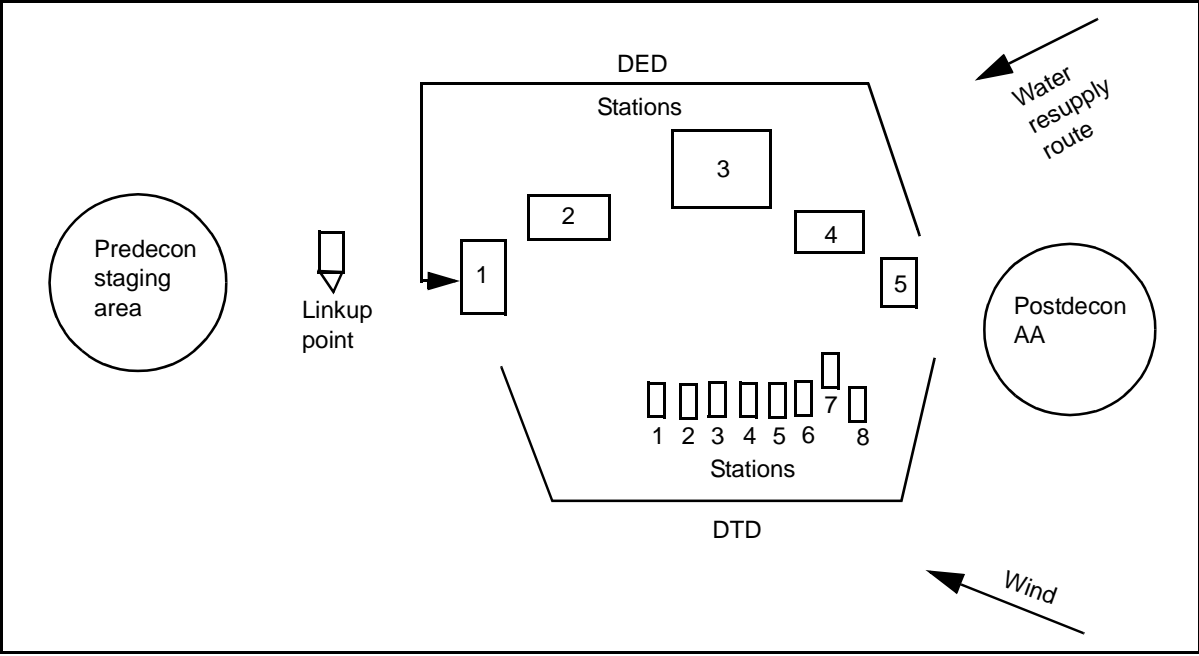 DED
Stations
Water
resupply
route
3
2
4
1
5
Predecon
staging
area
Linkup
point
Postdecon
AA
7
1 2 3 4 5 6 8
Stations
DTD
Wind